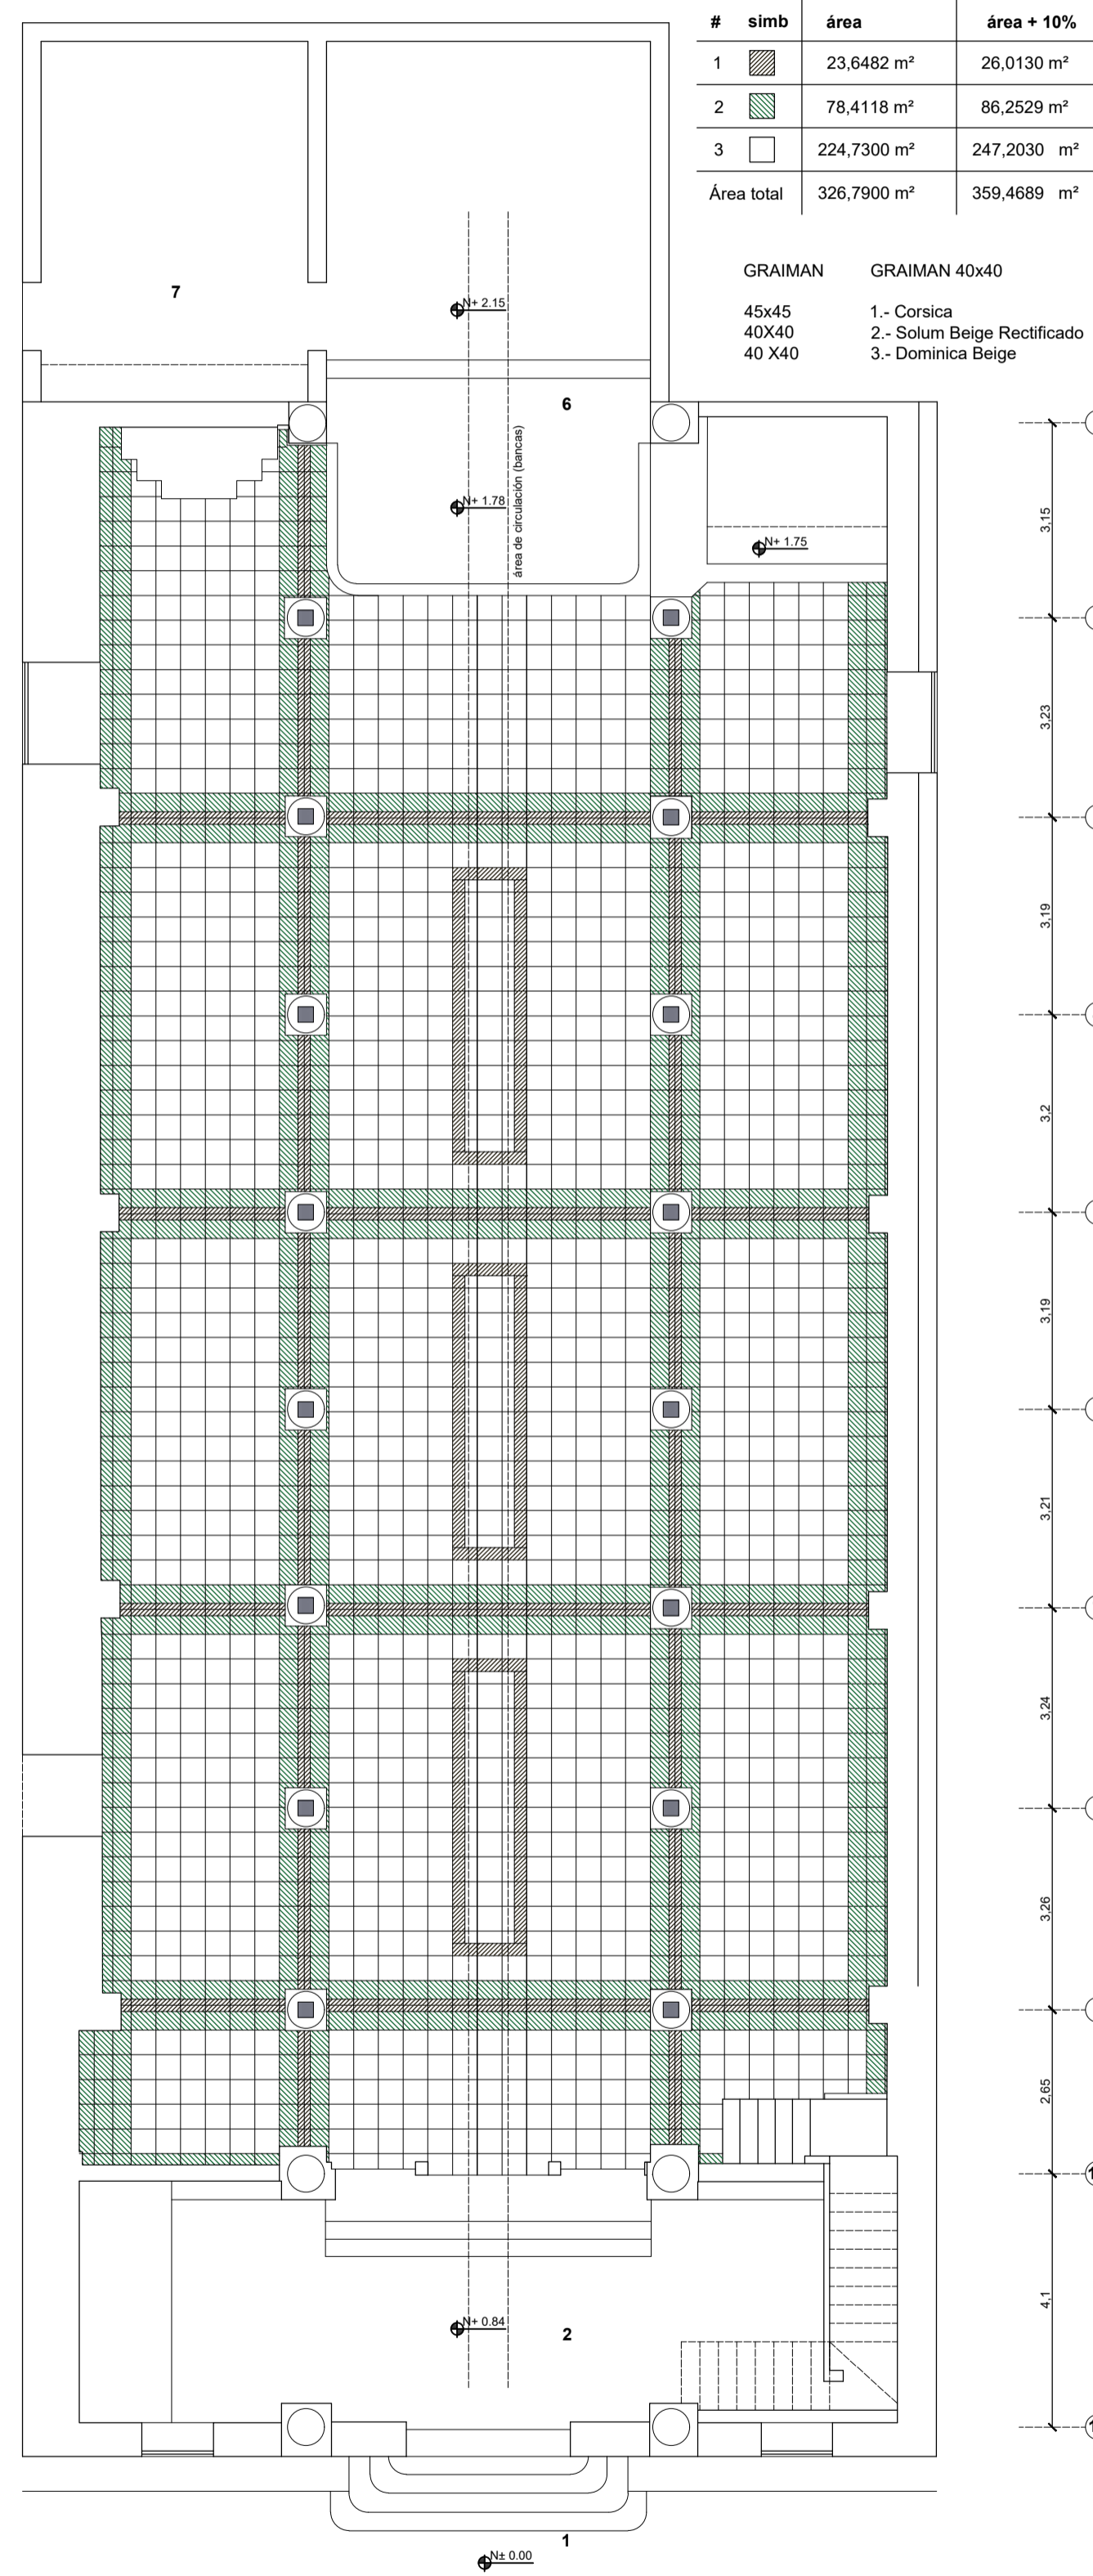 # simb área área + 10%
1 23,6482 m² 26,0130 m²
2 78,4118 m² 86,2529 m²
3 224,7300 m² 247,2030 m²
Área total 326,7900 m² 359,4689 m²
GRAIMAN GRAIMAN 40x40
45x45 1.- Corsica
40X40 2.- Solum Beige Rectificado
40 X40 3.- Dominica Beige
7
N+ 2.15
6
área de circulación (bancas)
N+ 1.78
N+ 1.75
3,15
3,23
3,19
3,2
3,19
3,21
3,24
3,26
2,65
4,1
N+ 0.84
2
1
N± 0.00